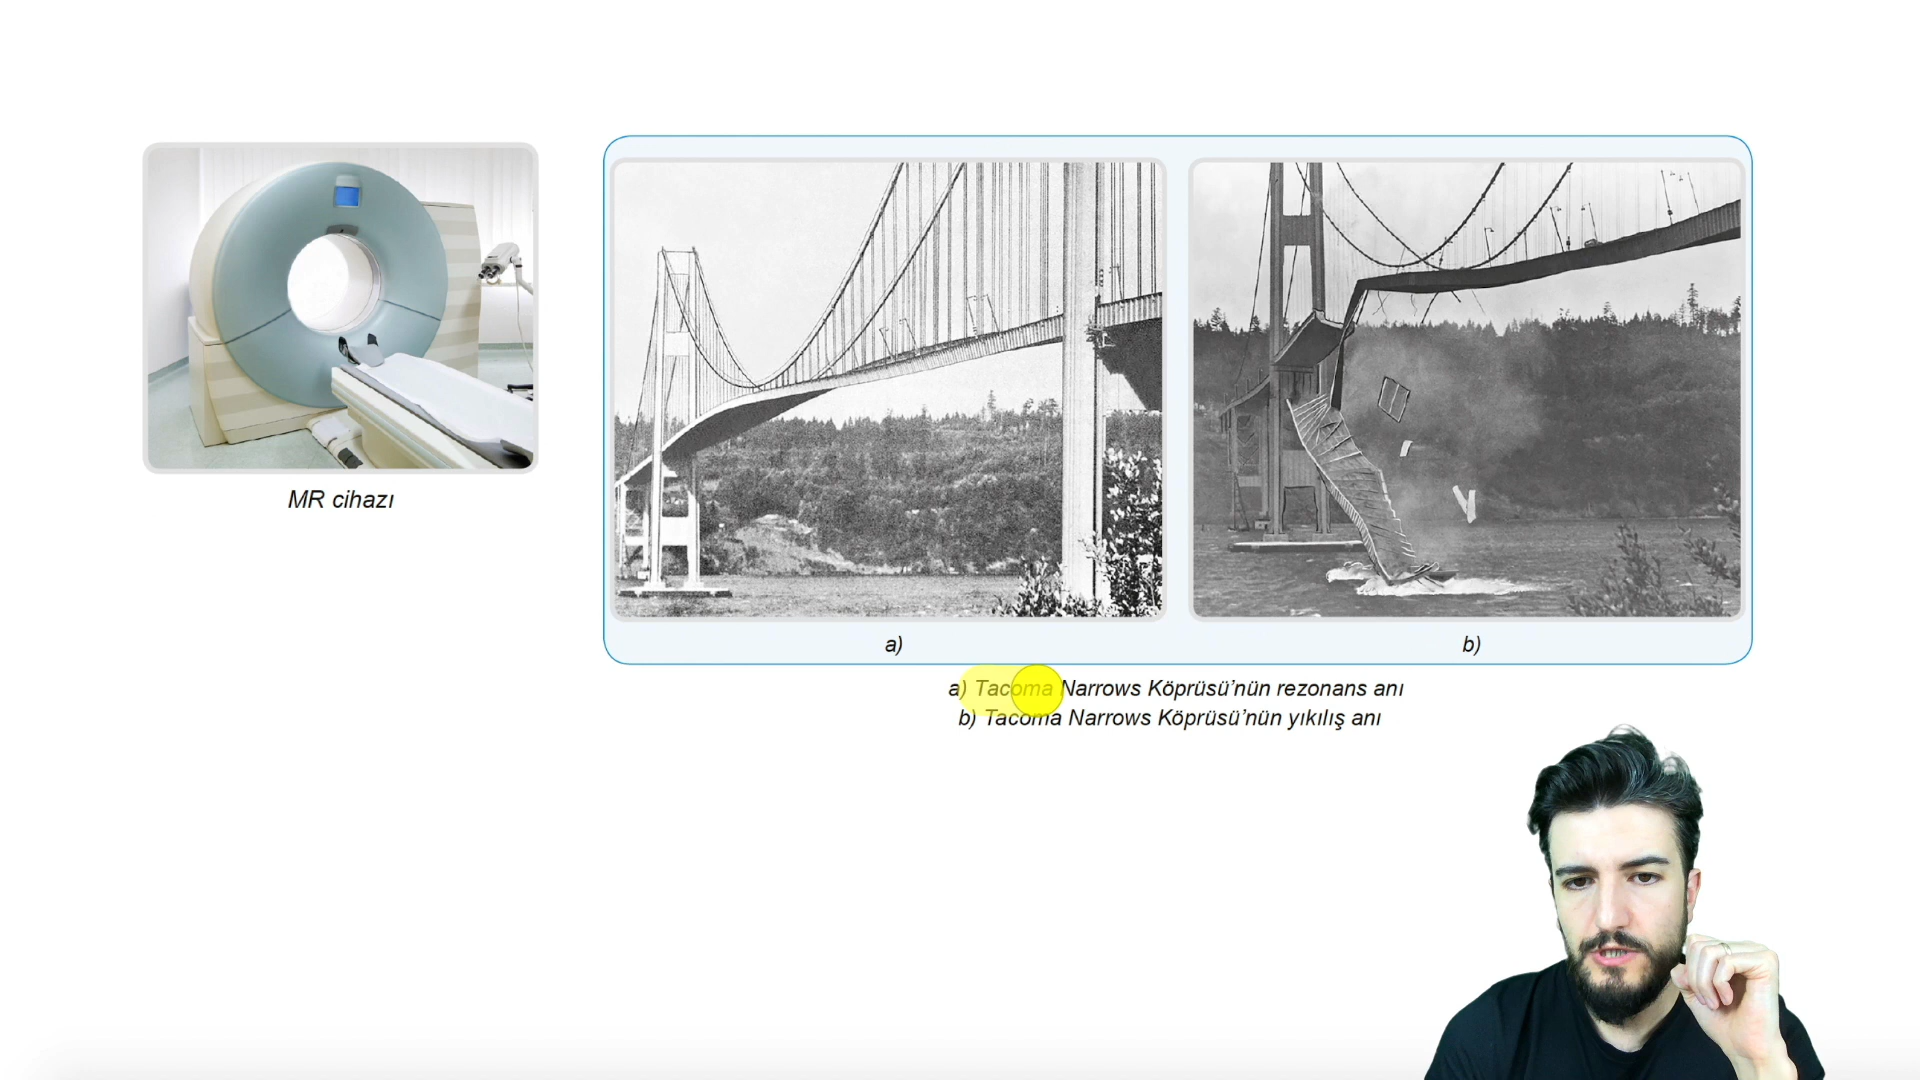 MR cihazı
a)
b)
a) Tacoma Narrows Köprüsü’nün rezonans anı
b) Tacoma Narrows Köprüsü’nün yıkılış anı